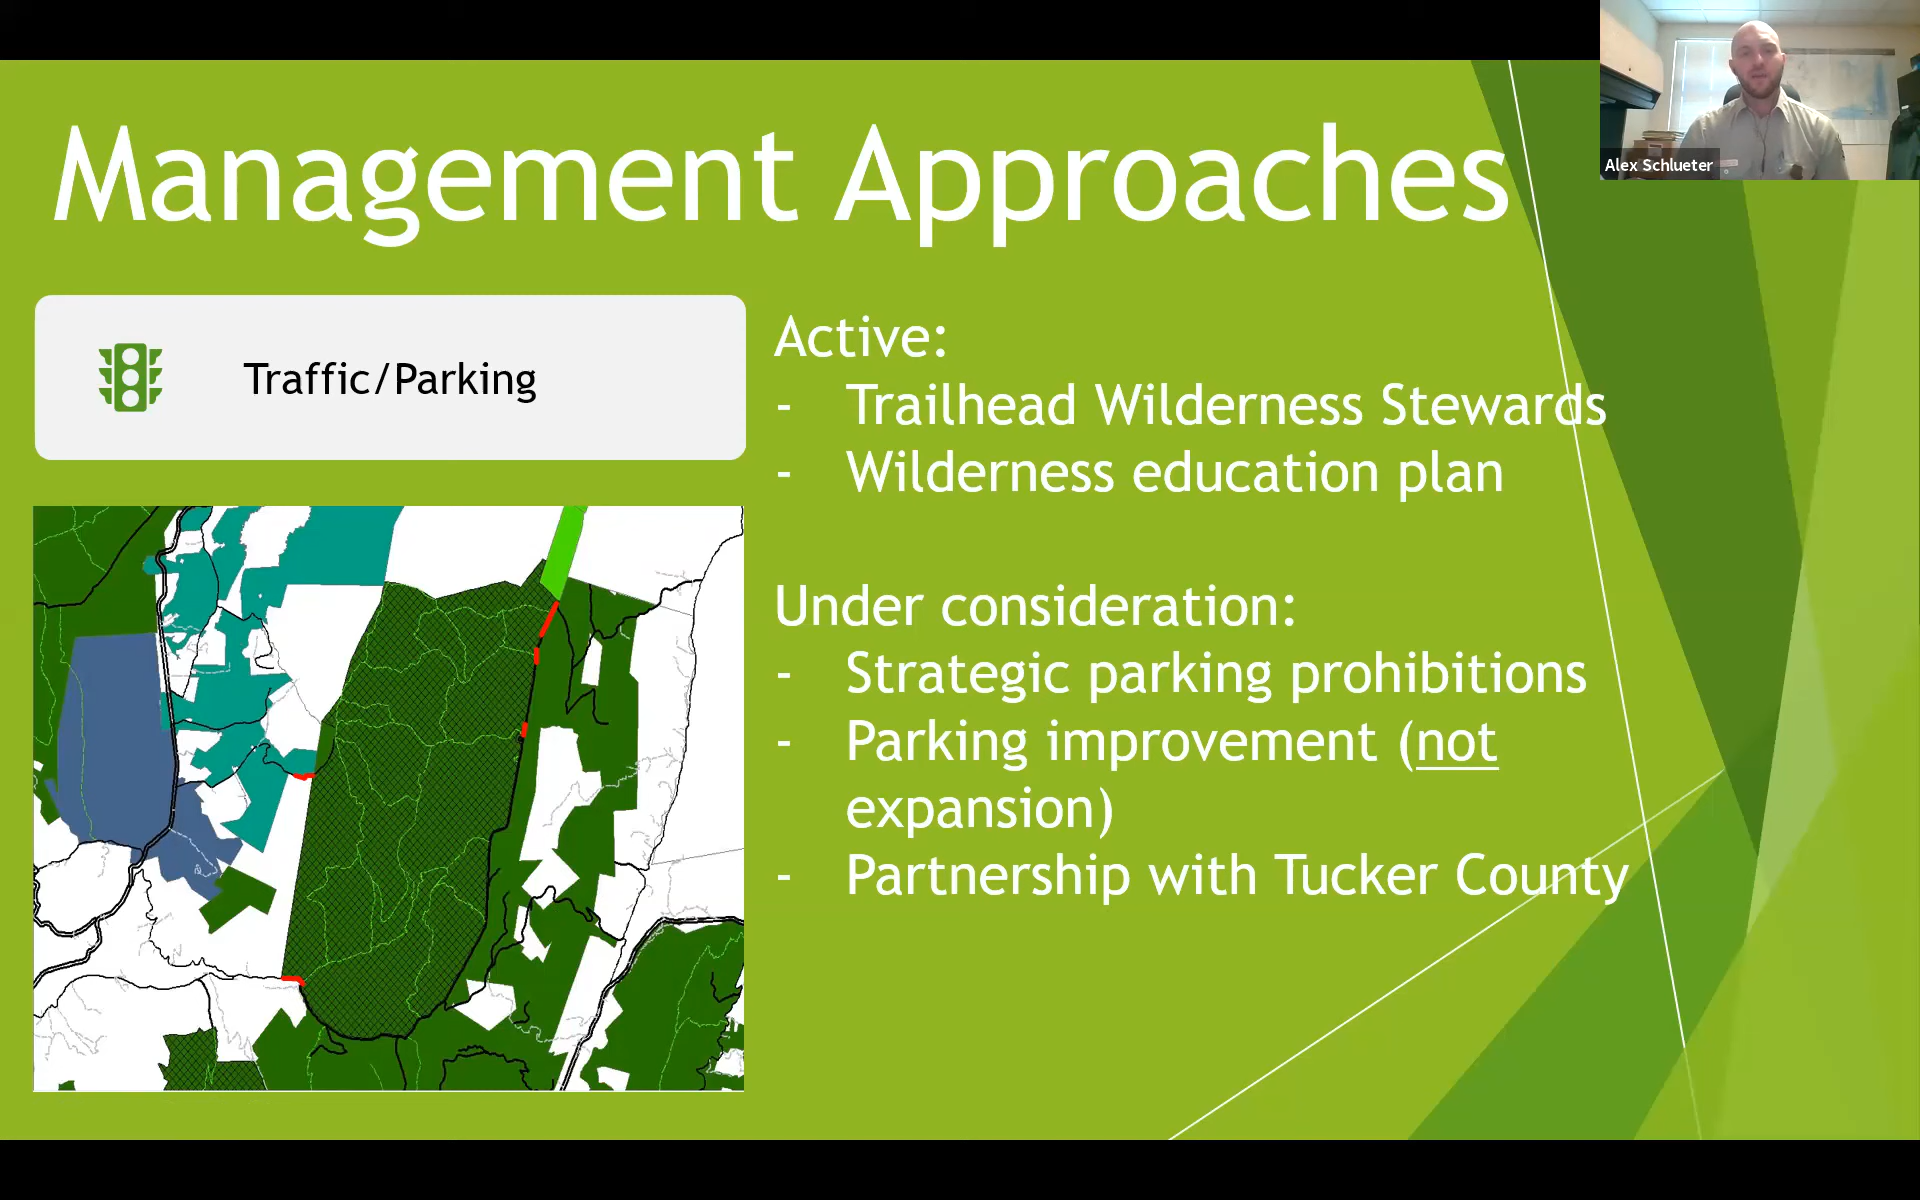 Management Approaches
Alex Schlueter
Traffic/Parking
Active:
- Trailhead Wilderness Stewards
- Wilderness education plan
Under consideration:
- Strategic parking prohibitions
- Parking improvement (not
expansion)
- Partnership with Tucker County